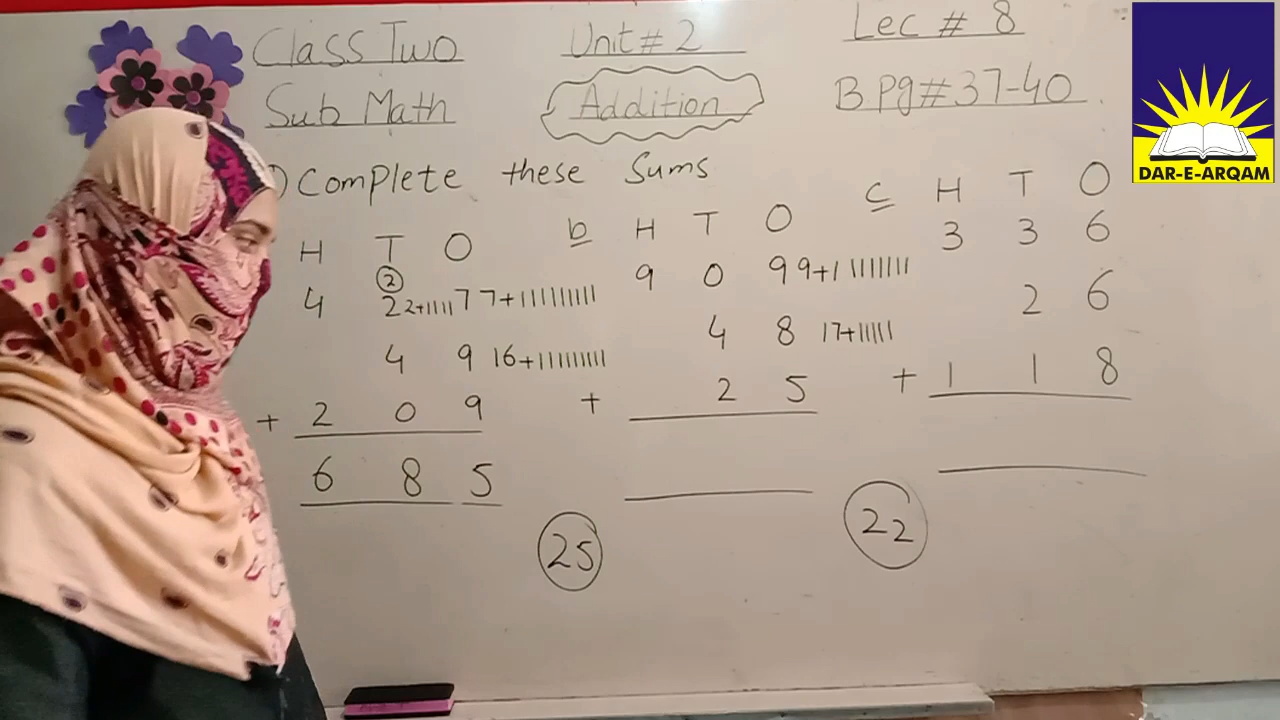 Class Two Unit # 2 Lec # 8
Sub Math Addition B Pg # 37-40
DAR-E-ARQAM
) Complete these Sums
H T O
2
4 2 2+||||| 7 7+|||||||||
4 9 16+|||||||||
+ 2 0 9
6 8 5
b H T O
9 0 9 9+||||||||
4 8 17+|||||
+ 2 5
25
c H T O
3 3 6
2 6
+ 1 1 8
22